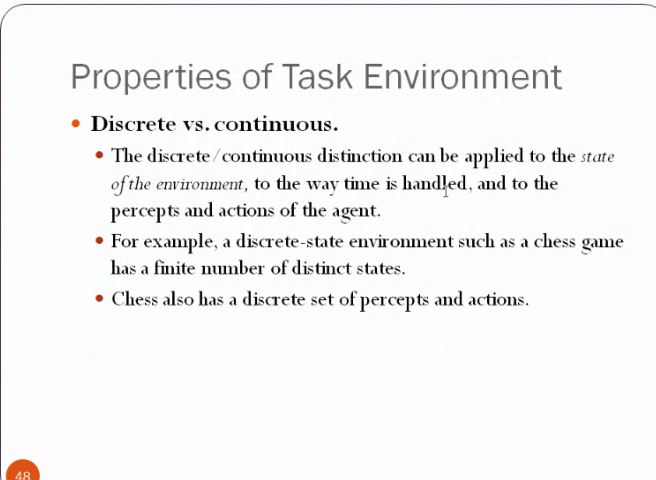 Properties of Task Environment
• Discrete vs. continuous.
• The discrete/continuous distinction can be applied to the state
of the environment, to the way time is handled, and to the
percepts and actions of the agent.
• For example, a discrete-state environment such as a chess game
has a finite number of distinct states.
• Chess also has a discrete set of percepts and actions.
48